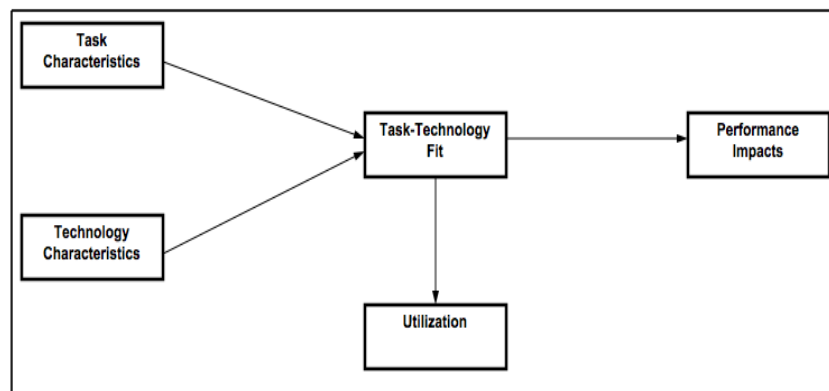 Task
Characteristics
Task-Technology
Fit
Performance
Impacts
Technology
Characteristics
Utilization